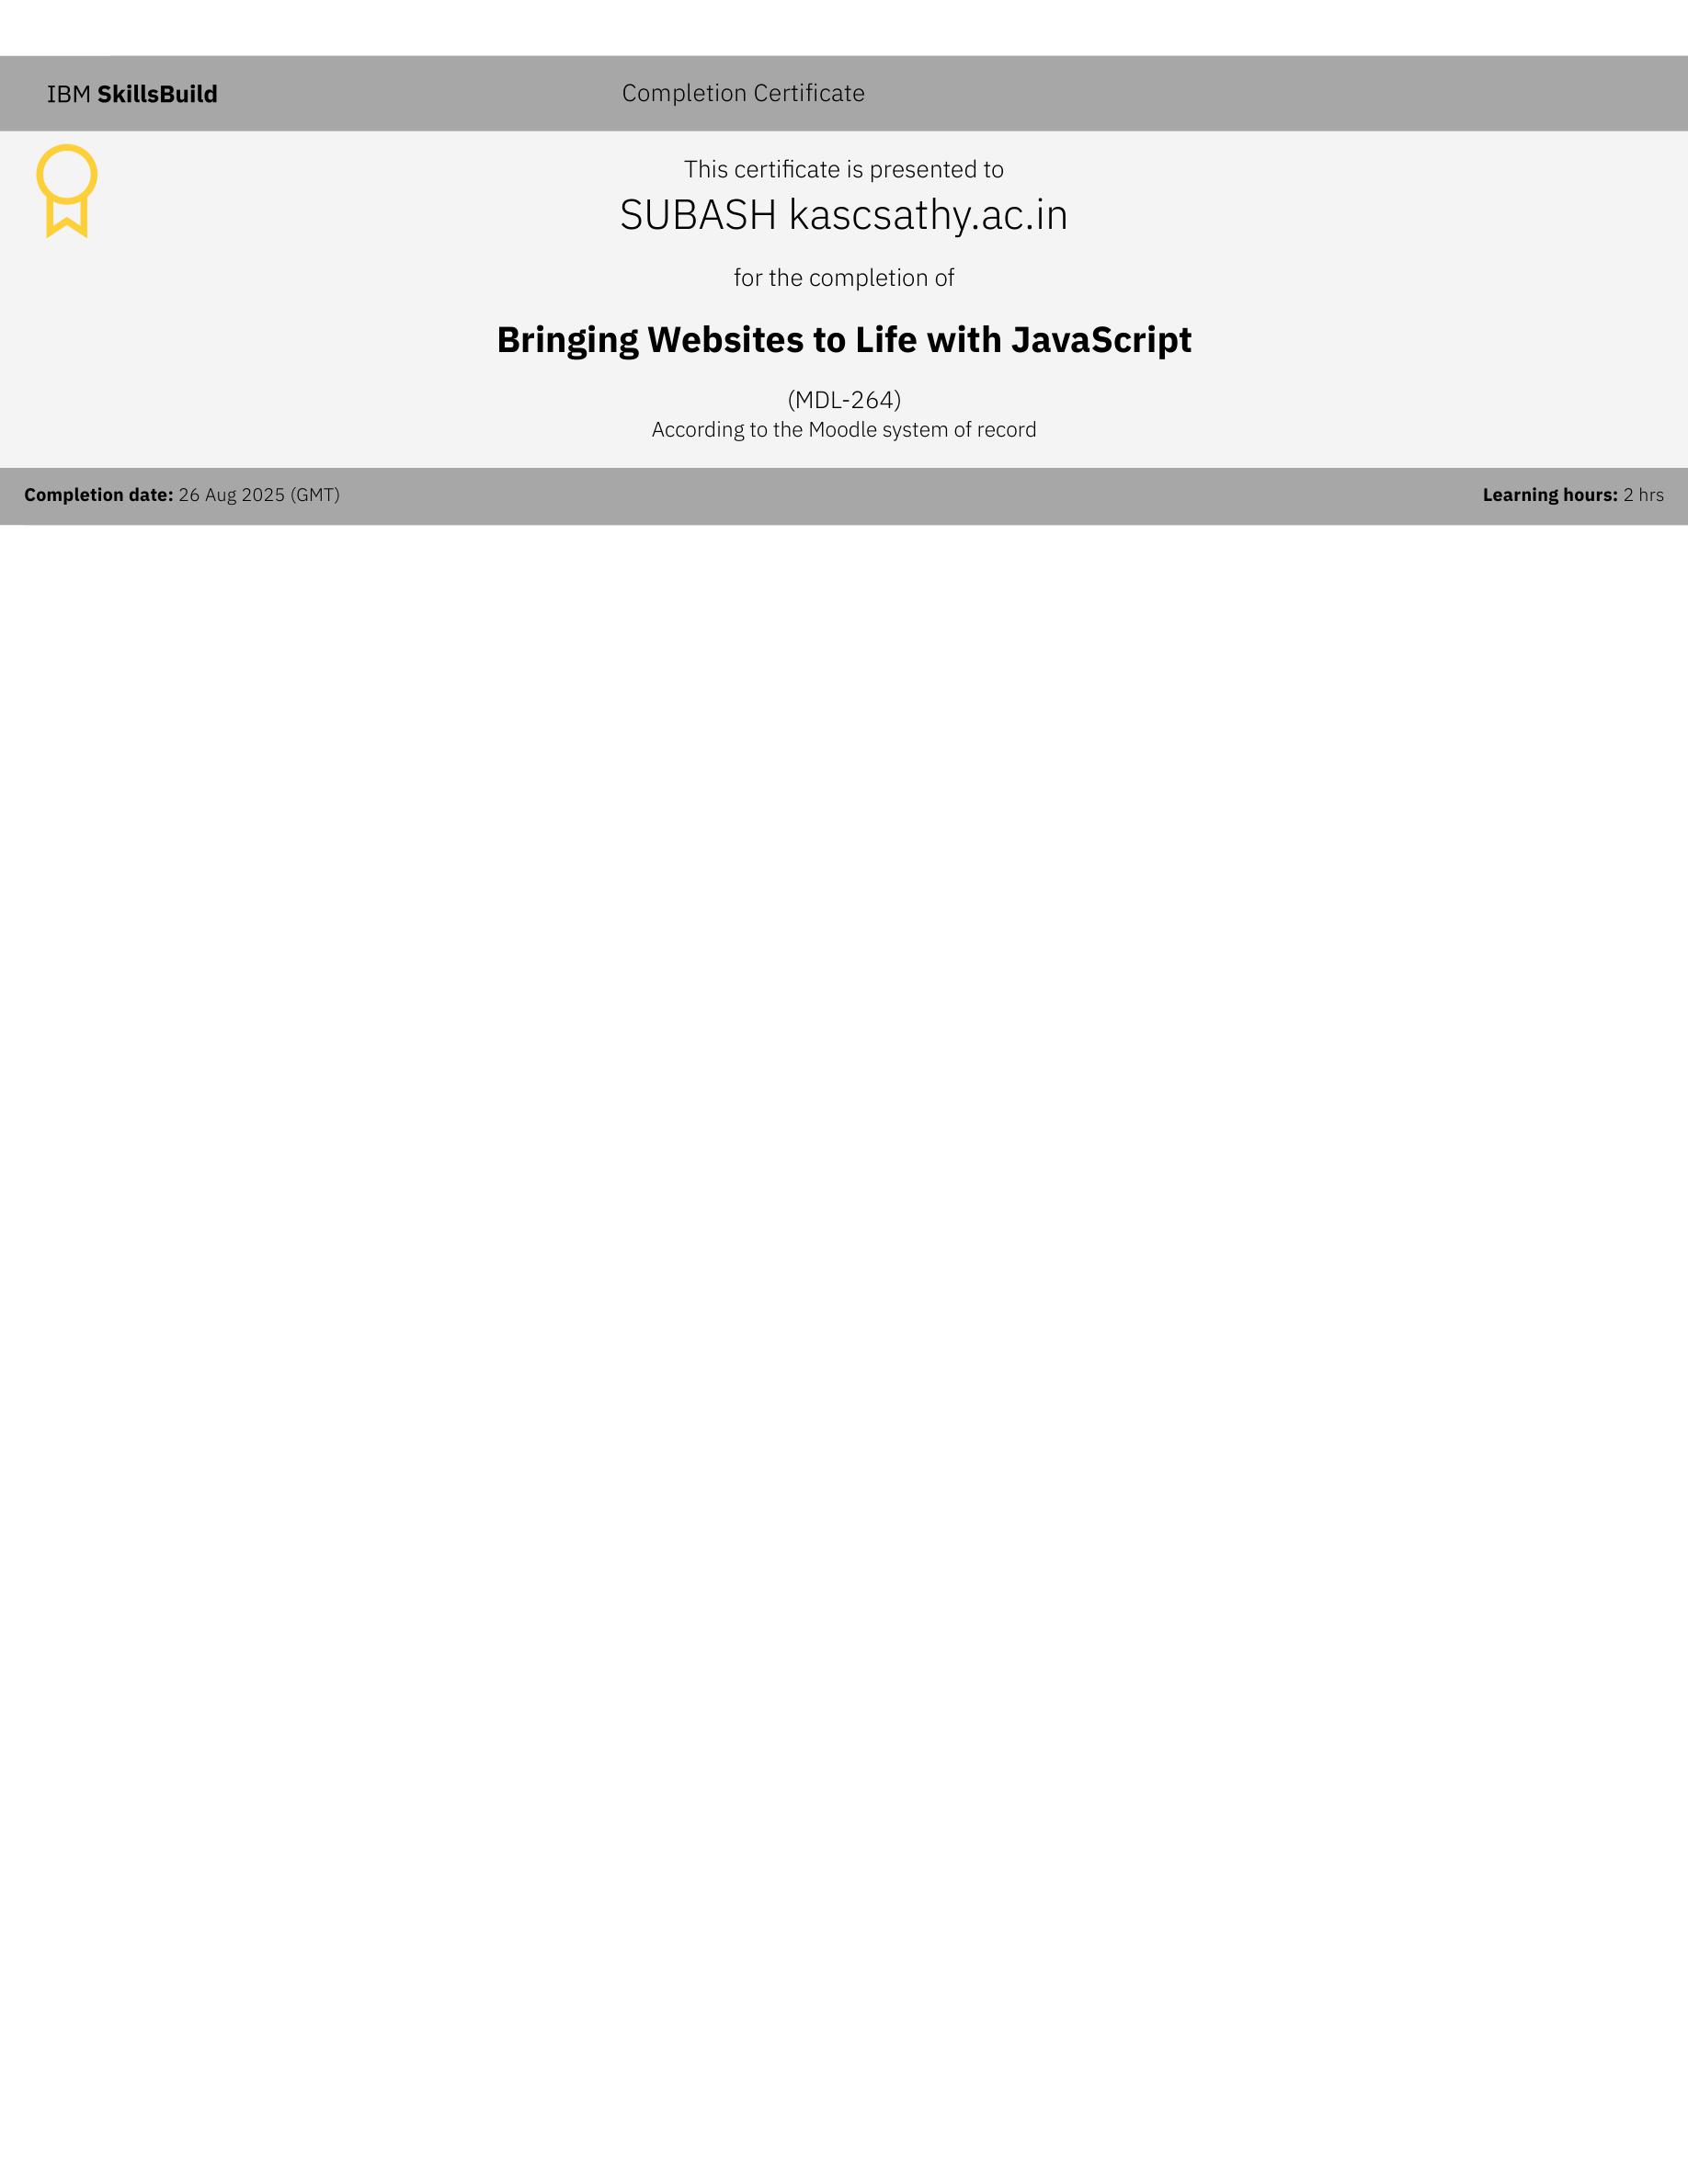 IBM SkillsBuild
Completion Certificate
This certificate is presented to
SUBASH kascsathy.ac.in
for the completion of
Bringing Websites to Life with JavaScript
(MDL-264)
According to the Moodle system of record
Completion date: 26 Aug 2025 (GMT)
Learning hours: 2 hrs